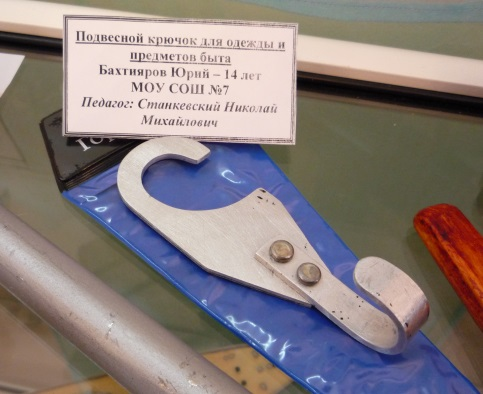 Подвесной крючок для одежды и
предметов быта
Бахтияров Юрий – 14 лет
МОУ СОШ №7
Педагог: Станкевский Николай
Михайлович